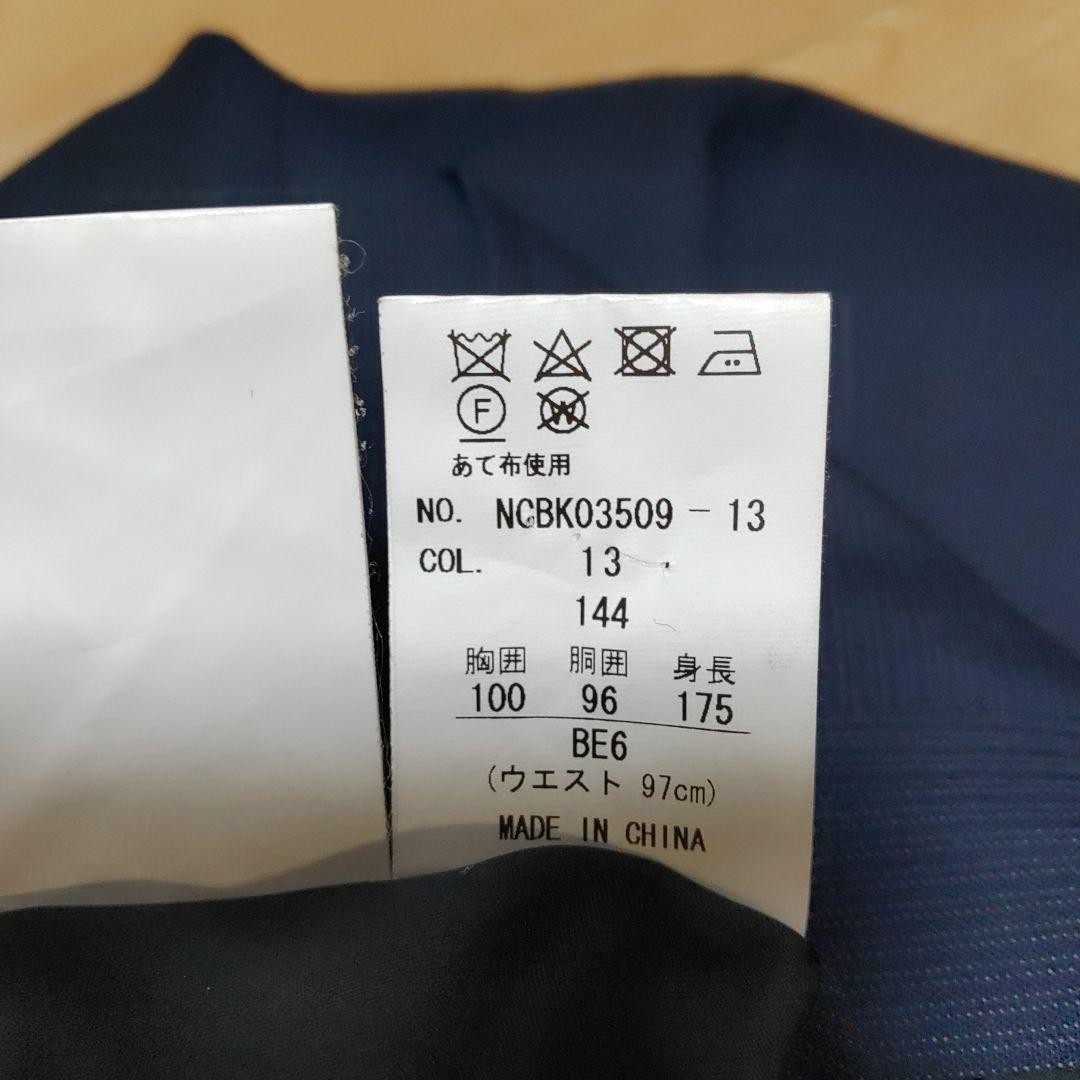 F W
あて布使用
NO. NCBK03509 - 13
COL. 13
144
胸囲 胴囲 身長
100 96 175
BE6
(ウエスト 97cm)
MADE IN CHINA